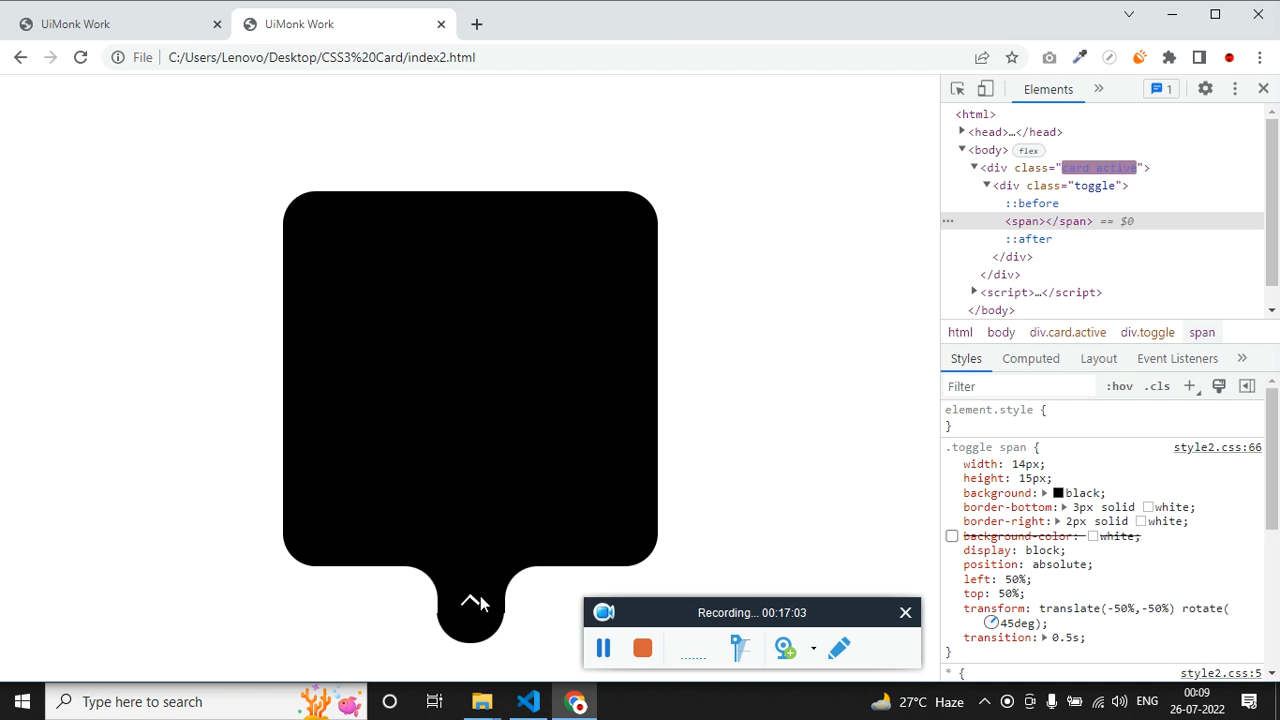 UiMonk Work
UiMonk Work
File
C:/Users/Lenovo/Desktop/CSS3%20Card/index2.html
Elements
»
1
<html>
<head>…</head>
<body> flex
<div class="card active">
<div class="toggle">
::before
··· <span></span> == $0
::after
</div>
</div>
<script>…</script>
</body>
html body div.card.active div.toggle span
Styles Computed Layout Event Listeners »
Filter :hov .cls +
element.style {
}
.toggle span { style2.css:66
width: 14px;
height: 15px;
background: black;
border-bottom: 3px solid white;
border-right: 2px solid white;
background-color: white;
display: block;
position: absolute;
left: 50%;
top: 50%;
transform: translate(-50%,-50%) rotate(
45deg);
transition: 0.5s;
}
* { style2.css:5
Recording... 00:17:03
Type here to search
27°C Haze
ENG
00:09
26-07-2022